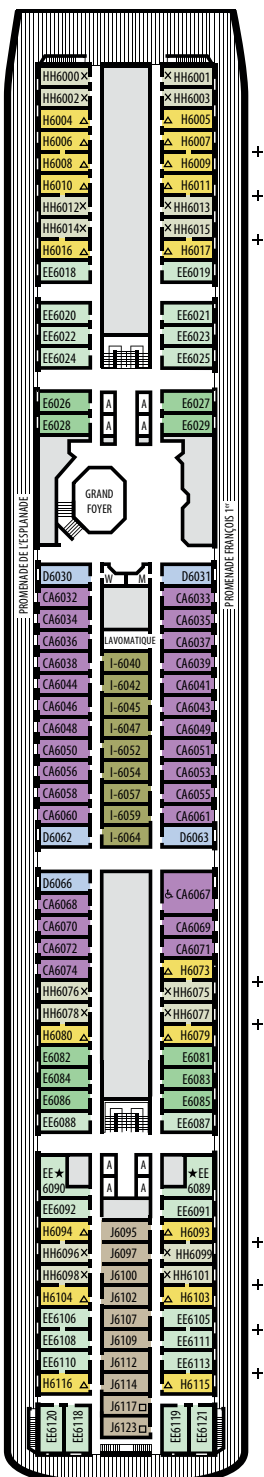 HH6000× ×HH6001
HH6002× ×HH6003
H6004 △ △ H6005
H6006 △ △ H6007
H6008 △ △ H6009
H6010 △ △ H6011
HH6012× ×HH6013
HH6014× ×HH6015
H6016 △ △ H6017
EE6018 EE6019
EE6020 EE6021
EE6022 EE6023
EE6024 EE6025
E6026 A A E6027
E6028 A A E6029
GRAND
FOYER
PROMENADE DE L'ESPLANADE
PROMENADE FRANÇOIS 1er
D6030 W M D6031
CA6032 CA6033
CA6034 CA6035
CA6036 LAVOMATIQUE CA6037
CA6038 I-6040 CA6039
CA6044 I-6042 CA6041
CA6046 I-6045 CA6043
CA6048 I-6047 CA6049
CA6050 I-6052 CA6051
CA6056 I-6054 CA6053
CA6058 I-6057 CA6055
CA6060 I-6059 CA6061
D6062 I-6064 D6063
D6066 ♿ CA6067
CA6068
CA6070 CA6069
CA6072 CA6071
CA6074 △ H6073
HH6076× ×HH6075
HH6078× ×HH6077
H6080 △ △ H6079
E6082 E6081
E6084 E6083
E6086 E6085
EE6088 EE6087
EE★ A A ★EE
6090 A A 6089
EE6092 EE6091
H6094 △ J6095 △ H6093
HH6096× J6097 × HH6099
HH6098× J6100 ×HH6101
H6104 △ J6102 △ H6103
EE6106 J6107 EE6105
EE6108 J6109 EE6111
EE6110 J6112 EE6113
H6116 △ J6114 △ H6115
J6117□
J6123□
EE6120 EE6118 EE6119 EE6121